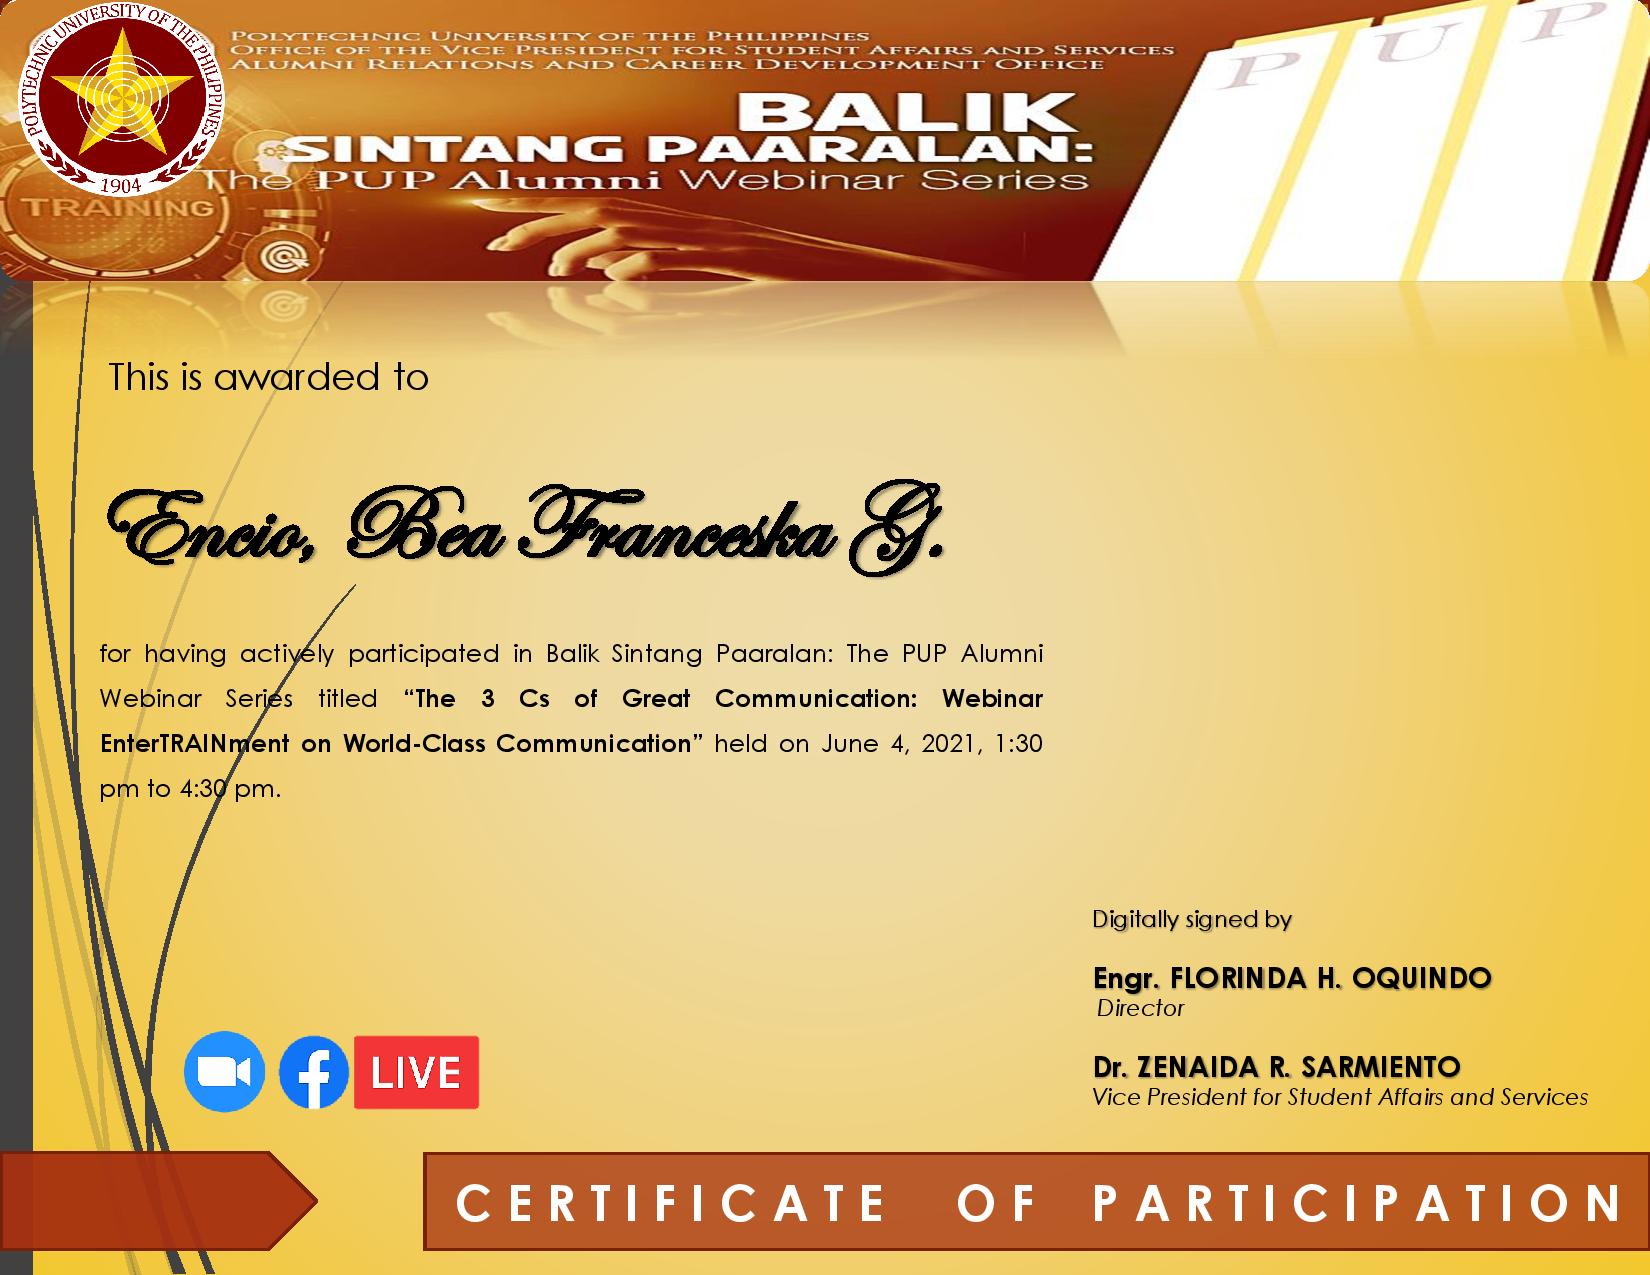 POLYTECHNIC UNIVERSITY OF THE PHILIPPINES
1904
TRAINING
POLYTECHNIC UNIVERSITY OF THE PHILIPPINES
OFFICE OF THE VICE PRESIDENT FOR STUDENT AFFAIRS AND SERVICES
ALUMNI RELATIONS AND CAREER DEVELOPMENT OFFICE
BALIK
SINTANG PAARALAN:
The PUP Alumni Webinar Series
P U P
This is awarded to
Encio, Bea Franceska G.
for having actively participated in Balik Sintang Paaralan: The PUP Alumni
Webinar Series titled “The 3 Cs of Great Communication: Webinar
EnterTRAINment on World-Class Communication” held on June 4, 2021, 1:30
pm to 4:30 pm.
Digitally signed by
Engr. FLORINDA H. OQUINDO
Director
Dr. ZENAIDA R. SARMIENTO
Vice President for Student Affairs and Services
f LIVE
CERTIFICATE OF PARTICIPATION